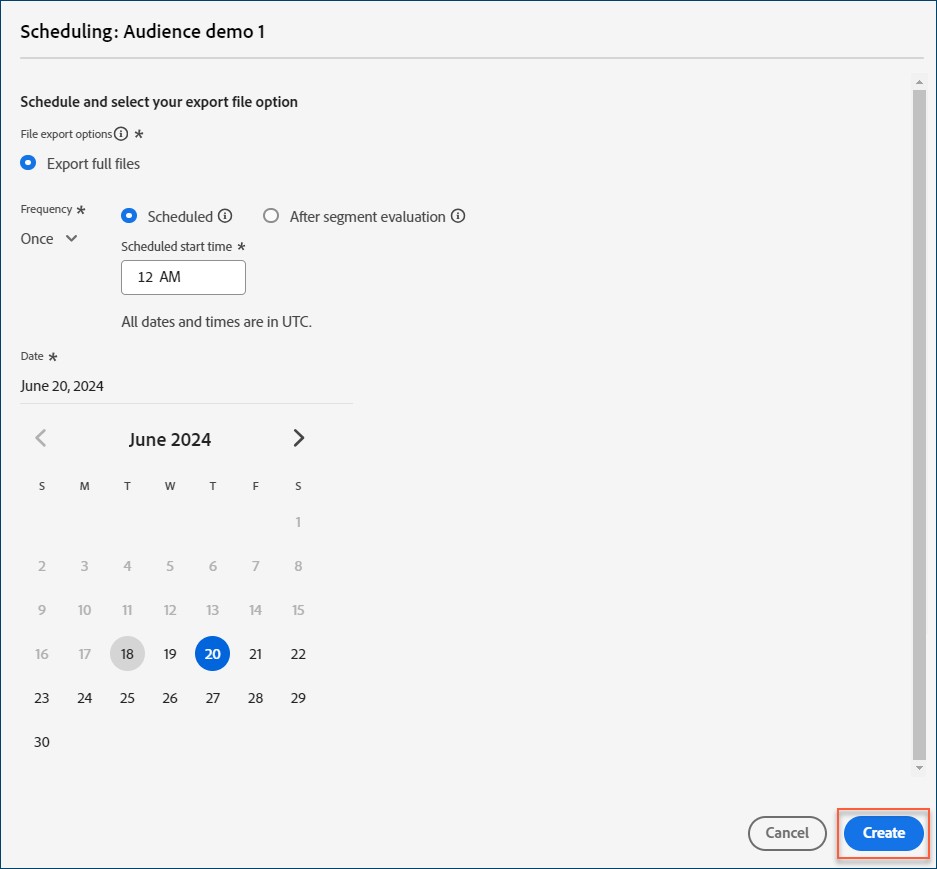 Scheduling: Audience demo 1
Schedule and select your export file option
File export options *
Export full files
Frequency *
Scheduled
After segment evaluation
Once
Scheduled start time *
12 AM
All dates and times are in UTC.
Date *
June 20, 2024
June 2024
S M T W T F S
1
2 3 4 5 6 7 8
9 10 11 12 13 14 15
16 17 18 19 20 21 22
23 24 25 26 27 28 29
30
Cancel
Create